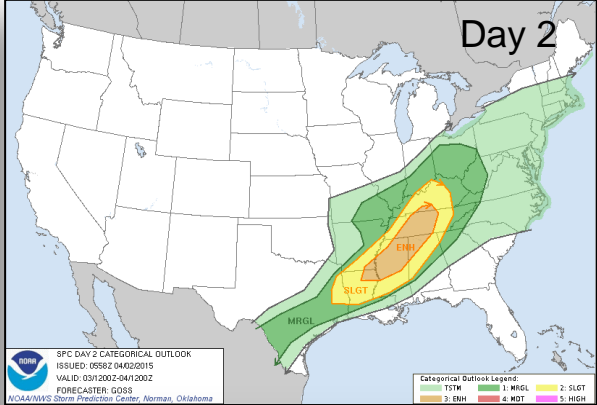 Day 2
ENH
SLGT
MRGL
NOAA
SPC DAY 2 CATEGORICAL OUTLOOK
ISSUED: 0558Z 04/02/2015
VALID: 03/1200Z-04/1200Z
FORECASTER: GOSS
NOAA/NWS Storm Prediction Center, Norman, Oklahoma
Categorical Outlook Legend:
TSTM 1: MRGL 2: SLGT
3: ENH 4: MDT 5: HIGH